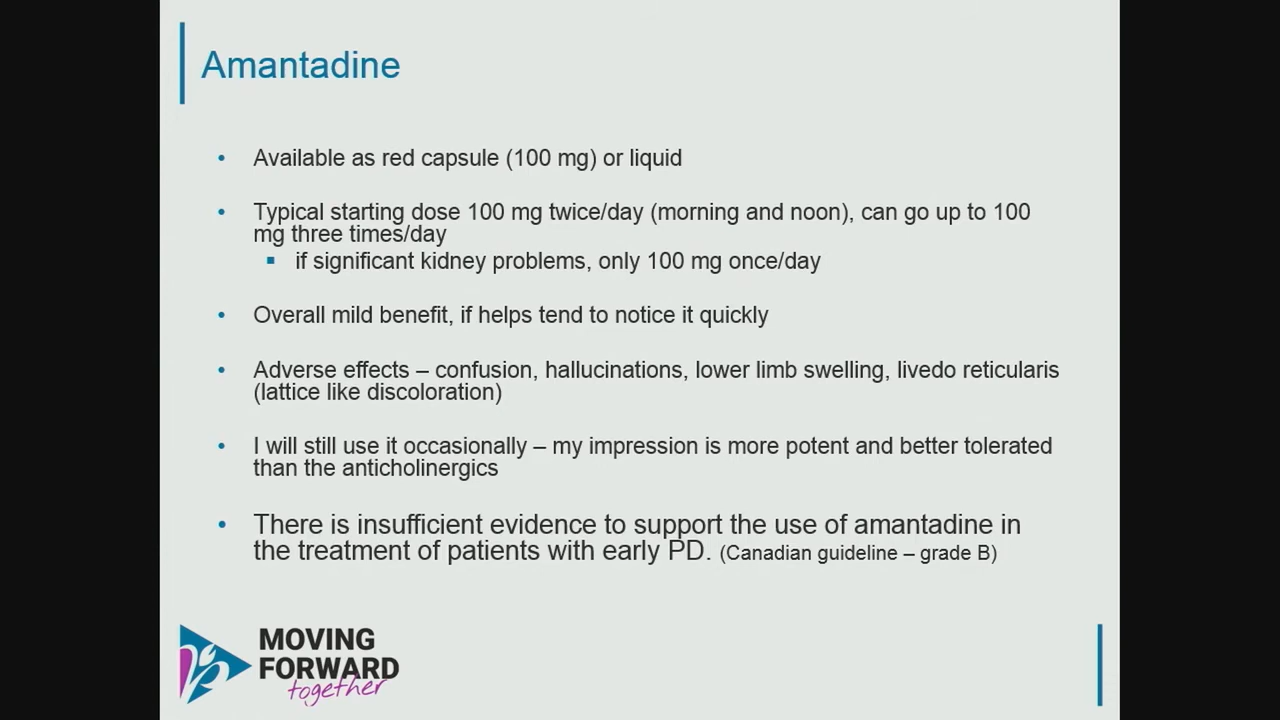 Amantadine
• Available as red capsule (100 mg) or liquid
• Typical starting dose 100 mg twice/day (morning and noon), can go up to 100
mg three times/day
▪ if significant kidney problems, only 100 mg once/day
• Overall mild benefit, if helps tend to notice it quickly
• Adverse effects – confusion, hallucinations, lower limb swelling, livedo reticularis
(lattice like discoloration)
• I will still use it occasionally – my impression is more potent and better tolerated
than the anticholinergics
• There is insufficient evidence to support the use of amantadine in
the treatment of patients with early PD. (Canadian guideline – grade B)
MOVING
FORWARD
together